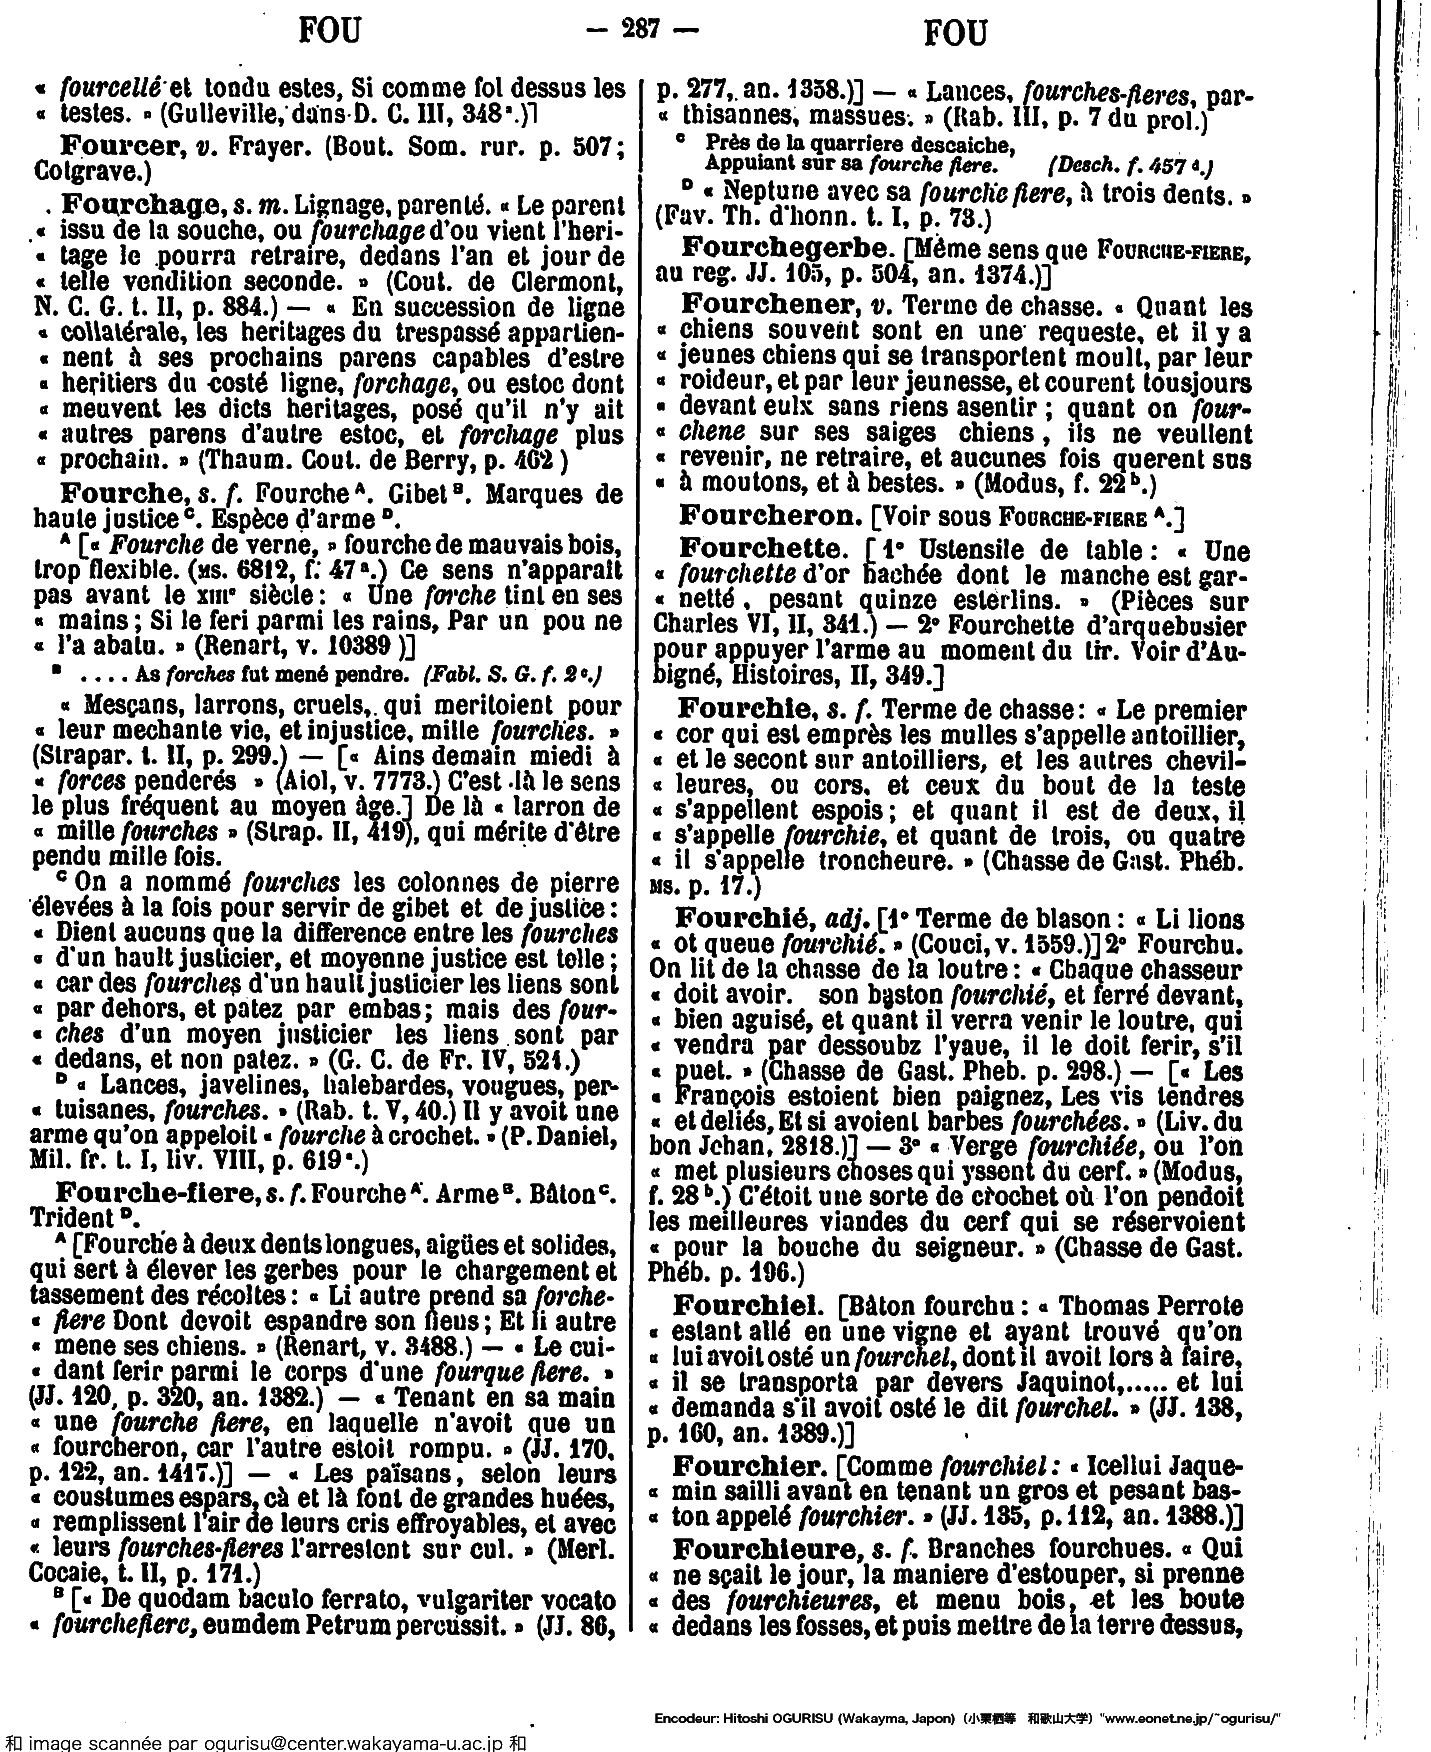 FOU — 287 — FOU
« fourcellé et tondu estes, Si comme fol dessus les
« testes. » (Gulleville, dans D. C. III, 348ᵃ.)]
Fourcer, v. Frayer. (Bout. Som. rur. p. 507;
Cotgrave.)
Fourchage, s. m. Lignage, parenté. « Le parent
« issu de la souche, ou fourchage d'ou vient l'heri-
« tage le pourra retraire, dedans l'an et jour de
« telle vendition seconde. » (Cout. de Clermont,
N. C. G. t. II, p. 884.) — « En succession de ligne
« collatérale, les heritages du trespassé appartien-
« nent à ses prochains parens capables d'estre
« heritiers du costé ligne, forchage, ou estoc dont
« meuvent les dicts heritages, posé qu'il n'y ait
« autres parens d'autre estoc, et forchage plus
« prochain. » (Thaum. Cout. de Berry, p. 462)
Fourche, s. f. Fourche ᴬ. Gibet ᴮ. Marques de
haute justice ᶜ. Espèce d'arme ᴰ.
ᴬ [« Fourche de verne, » fourche de mauvais bois,
trop flexible. (ms. 6812, f. 47ᵃ.) Ce sens n'apparait
pas avant le XIIIᵉ siècle : « Une forche tint en ses
« mains ; Si le feri parmi les rains, Par un pou ne
« l'a abatu. » (Renart, v. 10389)]
ᴮ .... As forches fut mené pendre. (Fabl. S. G. f. 2ᶜ.)
« Mesçans, larrons, cruels, qui meritoient pour
« leur mechante vie, et injustice, mille fourches. »
(Strapar. t. II, p. 299.) — [« Ains demain miedi à
« forces penderés » (Aiol, v. 7773.) C'est là le sens
le plus fréquent au moyen âge.] De là « larron de
« mille fourches » (Strap. II, 419), qui mérite d'être
pendu mille fois.
ᶜ On a nommé fourches les colonnes de pierre
élevées à la fois pour servir de gibet et de justice :
« Dient aucuns que la difference entre les fourches
« d'un hault justicier, et moyenne justice est telle ;
« car des fourches d'un hault justicier les liens sont
« par dehors, et patez par embas ; mais des four-
« ches d'un moyen justicier les liens sont par
« dedans, et non patez. » (G. C. de Fr. IV, 521.)
ᴰ « Lances, javelines, halebardes, vougues, per-
« tuisanes, fourches. » (Rab. t. V, 40.) Il y avoit une
arme qu'on appeloit « fourche à crochet. » (P. Daniel,
Mil. fr. t. I, liv. VIII, p. 619ᵃ.)
Fourche-fiere, s. f. Fourche ᴬ. Arme ᴮ. Bâton ᶜ.
Trident ᴰ.
ᴬ [Fourche à deux dents longues, aigües et solides,
qui sert à élever les gerbes pour le chargement et
tassement des récoltes : « Li autre prend sa forche-
« fiere Dont devoit espandre son fieus ; Et li autre
« mene ses chiens. » (Renart, v. 3488.) — « Le cui-
« dant ferir parmi le corps d'une fourque fiere. »
(JJ. 120, p. 320, an. 1382.) — « Tenant en sa main
« une fourche fiere, en laquelle n'avoit que un
« fourcheron, car l'autre estoit rompu. » (JJ. 170,
p. 122, an. 1417.)] — « Les païsans, selon leurs
« coustumes espars, cà et là font de grandes huées,
« remplissent l'air de leurs cris effroyables, et avec
« leurs fourches-fieres l'arrestent sur cul. » (Merl.
Cocaie, t. II, p. 171.)
ᴮ [« De quodam baculo ferrato, vulgariter vocato
« fourchefiere, eumdem Petrum percussit. » (JJ. 86,
p. 277, an. 1358.)] — « Lances, fourches-fieres, par-
« thisannes, massues. » (Rab. III, p. 7 du prol.)
ᶜ Près de la quarriere descaiche,
Appuiant sur sa fourche fiere. (Desch. f. 457ᵈ.)
ᴰ « Neptune avec sa fourche fiere, à trois dents. »
(Fav. Th. d'honn. t. I, p. 73.)
Fourchegerbe. [Même sens que FOURCHE-FIERE,
au reg. JJ. 105, p. 504, an. 1374.)]
Fourchener, v. Terme de chasse. « Quant les
« chiens souvent sont en une requeste, et il y a
« jeunes chiens qui se transportent moult, par leur
« roideur, et par leur jeunesse, et courent tousjours
« devant eulx sans riens asentir ; quant on four-
« chene sur ses saiges chiens, ils ne veullent
« revenir, ne retraire, et aucunes fois querent sus
« à moutons, et à bestes. » (Modus, f. 22ᵇ.)
Fourcheron. [Voir sous FOURCHE-FIERE ᴬ.]
Fourchette. [1° Ustensile de table : « Une
« fourchette d'or hachée dont le manche est gar-
« netté, pesant quinze esterlins. » (Pièces sur
Charles VI, II, 341.) — 2° Fourchette d'arquebusier
pour appuyer l'arme au moment du tir. Voir d'Au-
bigné, Histoires, II, 349.]
Fourchie, s. f. Terme de chasse : « Le premier
« cor qui est emprès les mulles s'appelle antoillier,
« et le secont sur antoilliers, et les autres chevil-
« leures, ou cors, et ceux du bout de la teste
« s'appellent espois ; et quant il est de deux, il
« s'appelle fourchie, et quant de trois, ou quatre
« il s'appelle troncheure. » (Chasse de Gast. Phéb.
ms. p. 17.)
Fourchié, adj. [1° Terme de blason : « Li lions
« ot queue fourchié. » (Couci, v. 1559.)] 2° Fourchu.
On lit de la chasse de la loutre : « Chaque chasseur
« doit avoir. son baston fourchié, et ferré devant,
« bien aguisé, et quant il verra venir le loutre, qui
« vendra par dessoubz l'yaue, il le doit ferir, s'il
« puet. » (Chasse de Gast. Pheb. p. 298.) — [« Les
« François estoient bien paignez, Les vis tendres
« et deliés, Et si avoient barbes fourchées. » (Liv. du
bon Jehan, 2818.)] — 3° « Verge fourchiée, ou l'on
« met plusieurs choses qui yssent du cerf. » (Modus,
f. 28ᵇ.) C'étoit une sorte de crochet où l'on pendoit
les meilleures viandes du cerf qui se réservoient
« pour la bouche du seigneur. » (Chasse de Gast.
Phéb. p. 196.)
Fourchiel. [Bâton fourchu : « Thomas Perrote
« estant allé en une vigne et ayant trouvé qu'on
« lui avoit osté un fourchel, dont il avoit lors à faire,
« il se transporta par devers Jaquinot,..... et lui
« demanda s'il avoit osté le dit fourchel. » (JJ. 138,
p. 160, an. 1389.)]
Fourchier. [Comme fourchiel : « Icellui Jaque-
« min sailli avant en tenant un gros et pesant bas-
« ton appelé fourchier. » (JJ. 135, p. 112, an. 1388.)]
Fourchieure, s. f. Branches fourchues. « Qui
« ne sçait le jour, la maniere d'estouper, si prenne
« des fourchieures, et menu bois, et les boute
« dedans les fosses, et puis mettre de la terre dessus,
Encodeur: Hitoshi OGURISU (Wakayma, Japon) (小栗栖等 和歌山大学) "www.eonet.ne.jp/~ogurisu/"
和 image scannée par ogurisu@center.wakayama-u.ac.jp 和